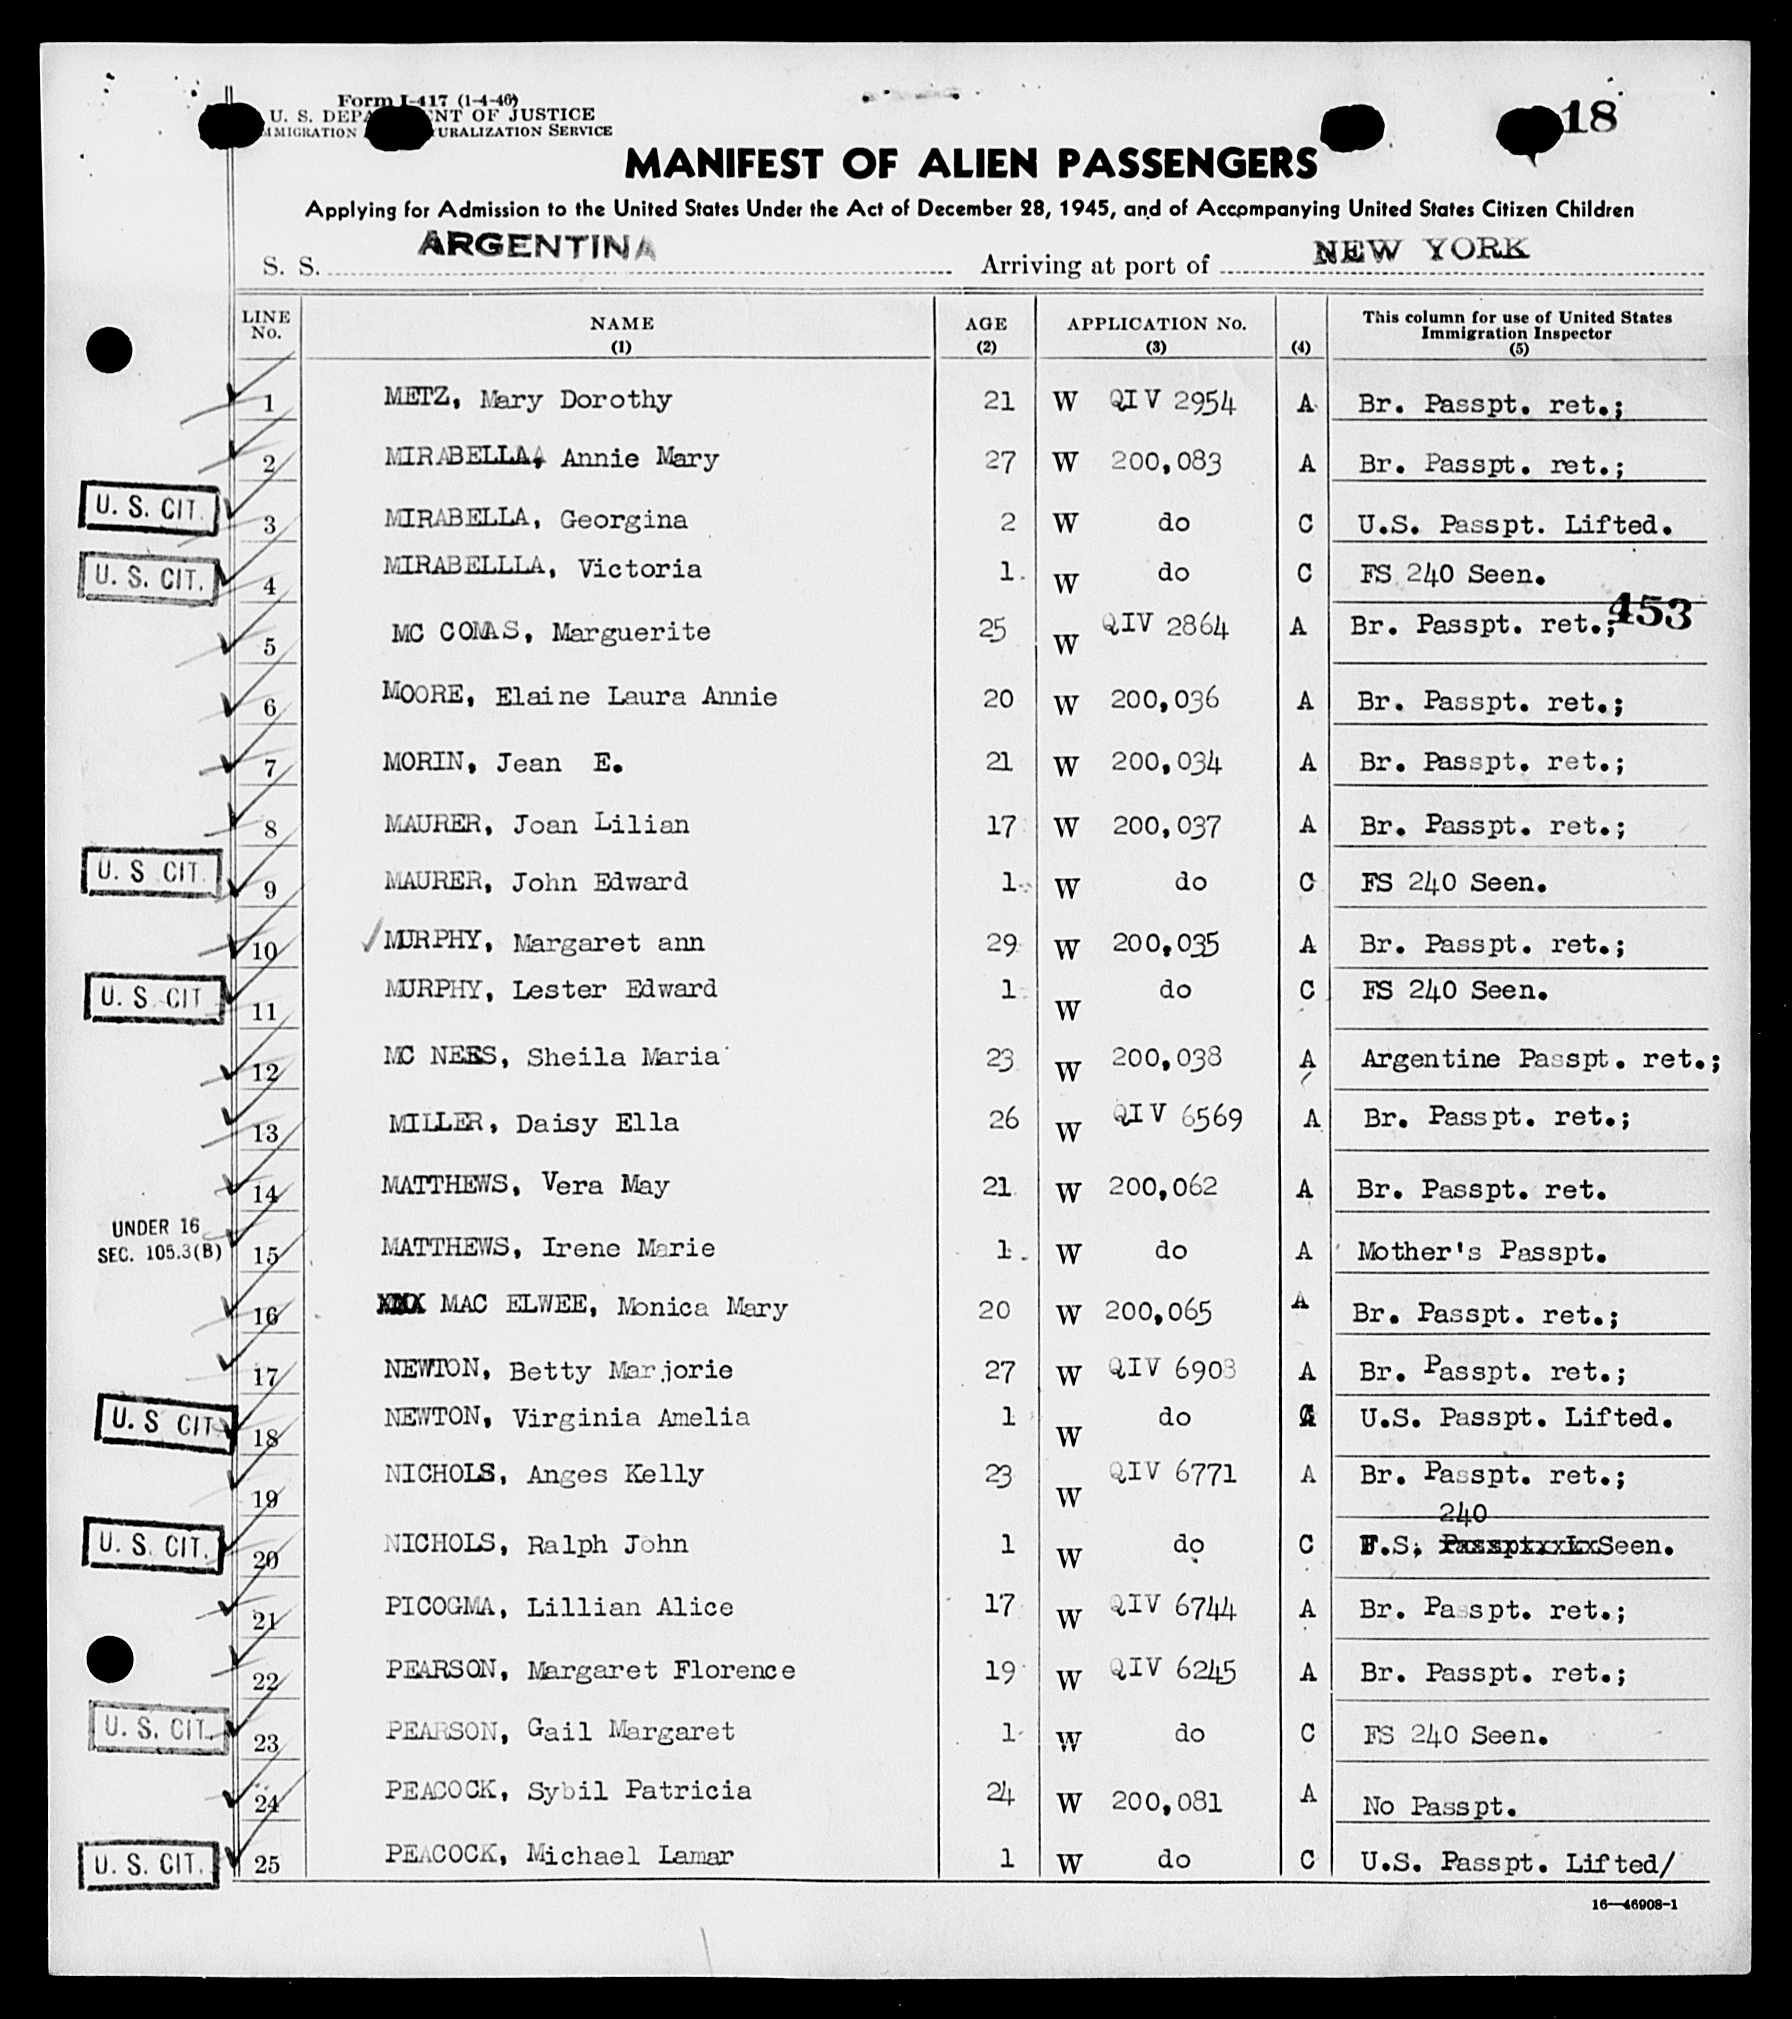 Form I-417 (1-4-46)
U. S. DEPA NT OF JUSTICE
MMIGRATION URALIZATION SERVICE
18
MANIFEST OF ALIEN PASSENGERS
Applying for Admission to the United States Under the Act of December 28, 1945, and of Accompanying United States Citizen Children
S. S. ARGENTINA Arriving at port of NEW YORK
LINE No. NAME (1) AGE (2) APPLICATION No. (3) (4) This column for use of United States Immigration Inspector (5)
1 METZ, Mary Dorothy 21 W QIV 2954 A Br. Passpt. ret.;
2 MIRABELLA, Annie Mary 27 W 200,083 A Br. Passpt. ret.;
U. S. CIT. 3 MIRABELLA, Georgina 2 W do C U.S. Passpt. Lifted.
U. S. CIT. 4 MIRABELLLA, Victoria 1 W do C FS 240 Seen.
453
5 MC COMAS, Marguerite 25 W QIV 2864 A Br. Passpt. ret.;
6 MOORE, Elaine Laura Annie 20 W 200,036 A Br. Passpt. ret.;
7 MORIN, Jean E. 21 W 200,034 A Br. Passpt. ret.;
8 MAURER, Joan Lilian 17 W 200,037 A Br. Passpt. ret.;
U. S. CIT. 9 MAURER, John Edward 1 W do C FS 240 Seen.
10 MURPHY, Margaret ann 29 W 200,035 A Br. Passpt. ret.;
U. S. CIT 11 MURPHY, Lester Edward 1 W do C FS 240 Seen.
12 MC NEES, Sheila Maria 23 W 200,038 A Argentine Passpt. ret.;
13 MILLER, Daisy Ella 26 W QIV 6569 A Br. Passpt. ret.;
14 MATTHEWS, Vera May 21 W 200,062 A Br. Passpt. ret.
UNDER 16
SEC. 105.3(B) 15 MATTHEWS, Irene Marie 1 W do A Mother's Passpt.
16 MAC ELWEE, Monica Mary 20 W 200,065 A Br. Passpt. ret.;
17 NEWTON, Betty Marjorie 27 W QIV 6903 A Br. Passpt. ret.;
U. S CIT. 18 NEWTON, Virginia Amelia 1 W do C U.S. Passpt. Lifted.
19 NICHOLS, Anges Kelly 23 W QIV 6771 A Br. Passpt. ret.;
240
U. S. CIT. 20 NICHOLS, Ralph John 1 W do C F.S. Seen.
21 PICOGMA, Lillian Alice 17 W QIV 6744 A Br. Passpt. ret.;
22 PEARSON, Margaret Florence 19 W QIV 6245 A Br. Passpt. ret.;
U. S. CIT. 23 PEARSON, Gail Margaret 1 W do C FS 240 Seen.
24 PEACOCK, Sybil Patricia 24 W 200,081 A No Passpt.
U. S. CIT. 25 PEACOCK, Michael Lamar 1 W do C U.S. Passpt. Lifted/
16—46908-1